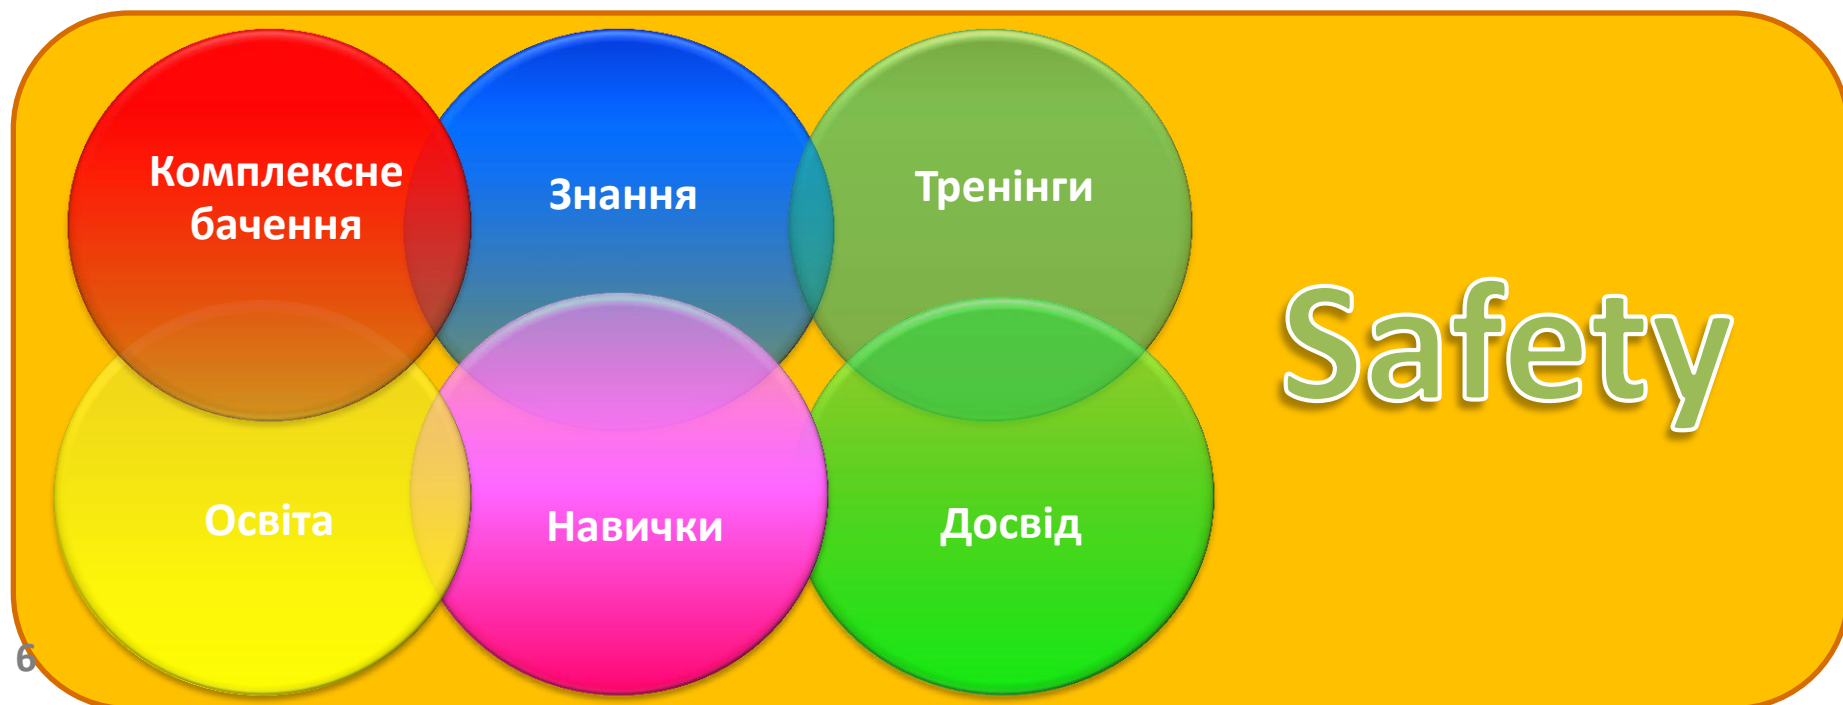 Комплексне
бачення
Знання
Тренінги
Safety
Освіта
Навички
Досвід
6